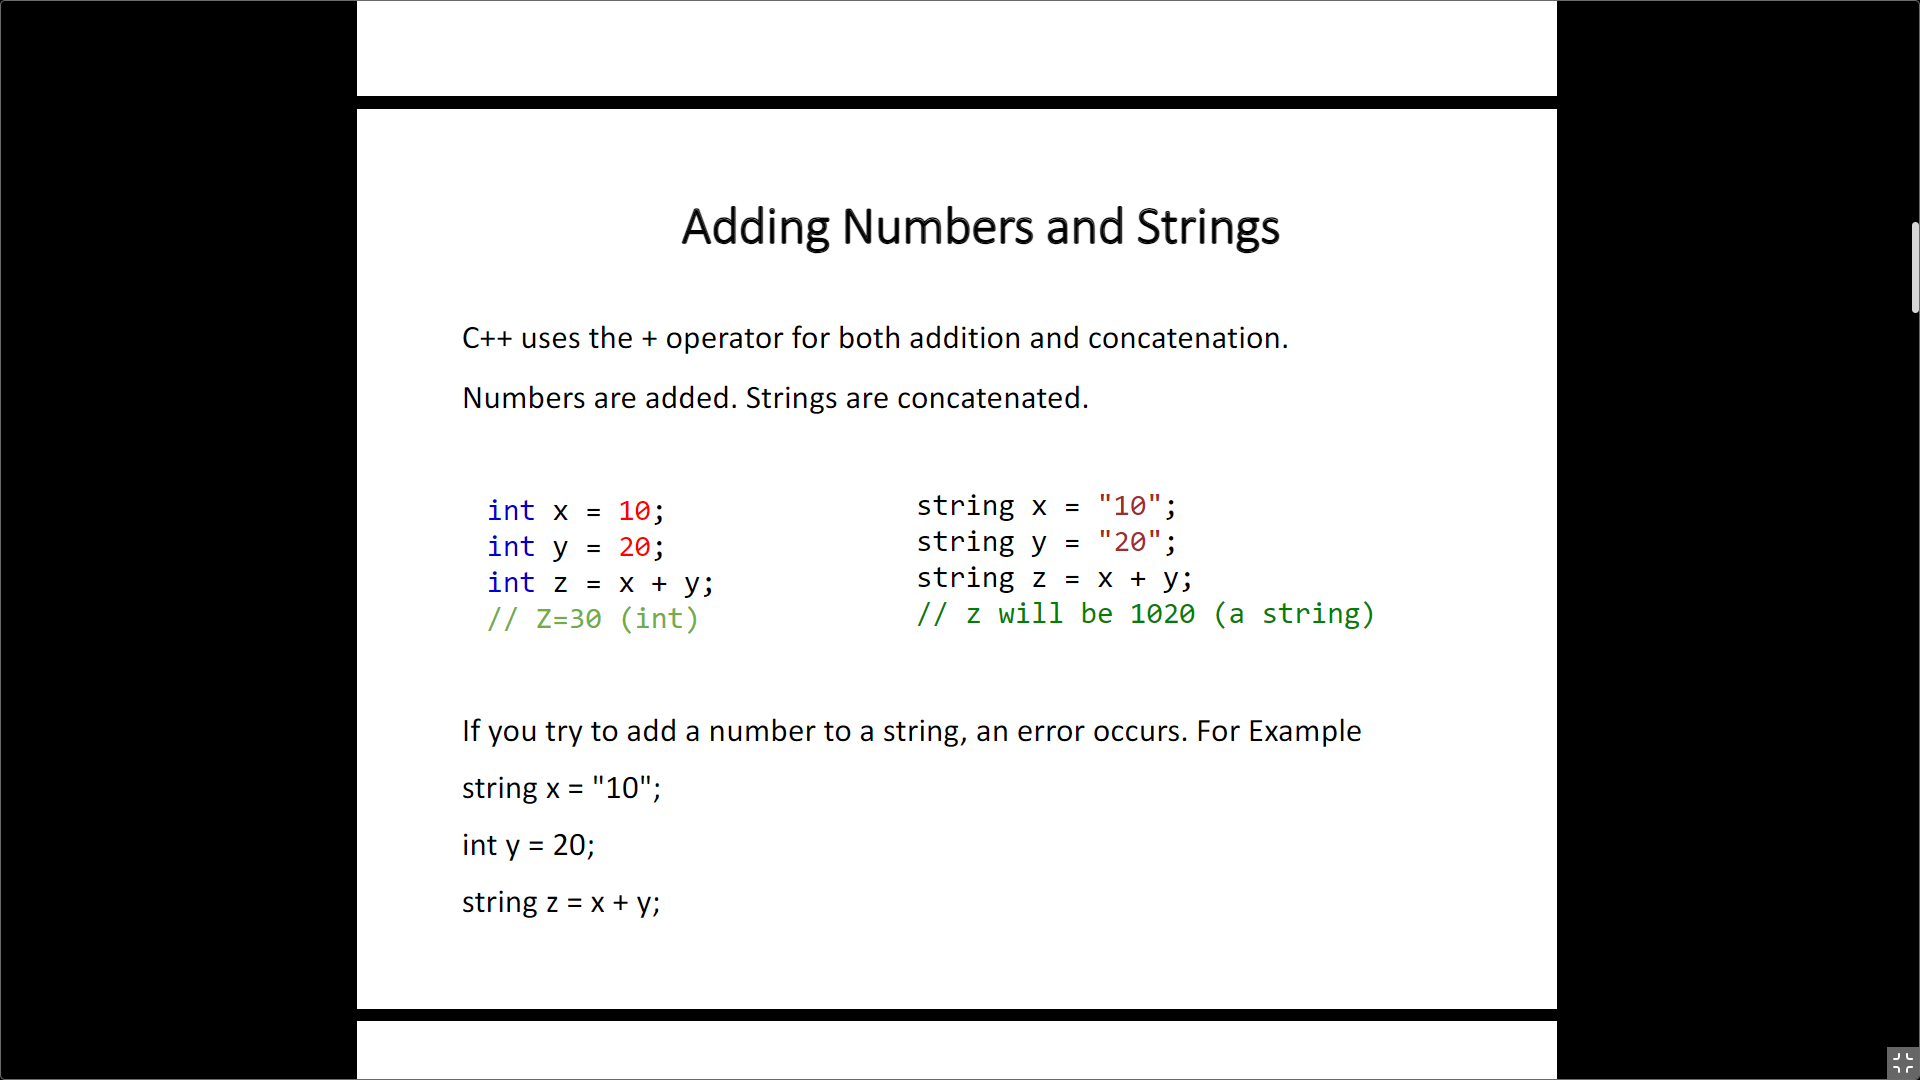 Adding Numbers and Strings
C++ uses the + operator for both addition and concatenation.
Numbers are added. Strings are concatenated.
int x = 10;
int y = 20;
int z = x + y;
// Z=30 (int)
string x = "10";
string y = "20";
string z = x + y;
// z will be 1020 (a string)
If you try to add a number to a string, an error occurs. For Example
string x = "10";
int y = 20;
string z = x + y;